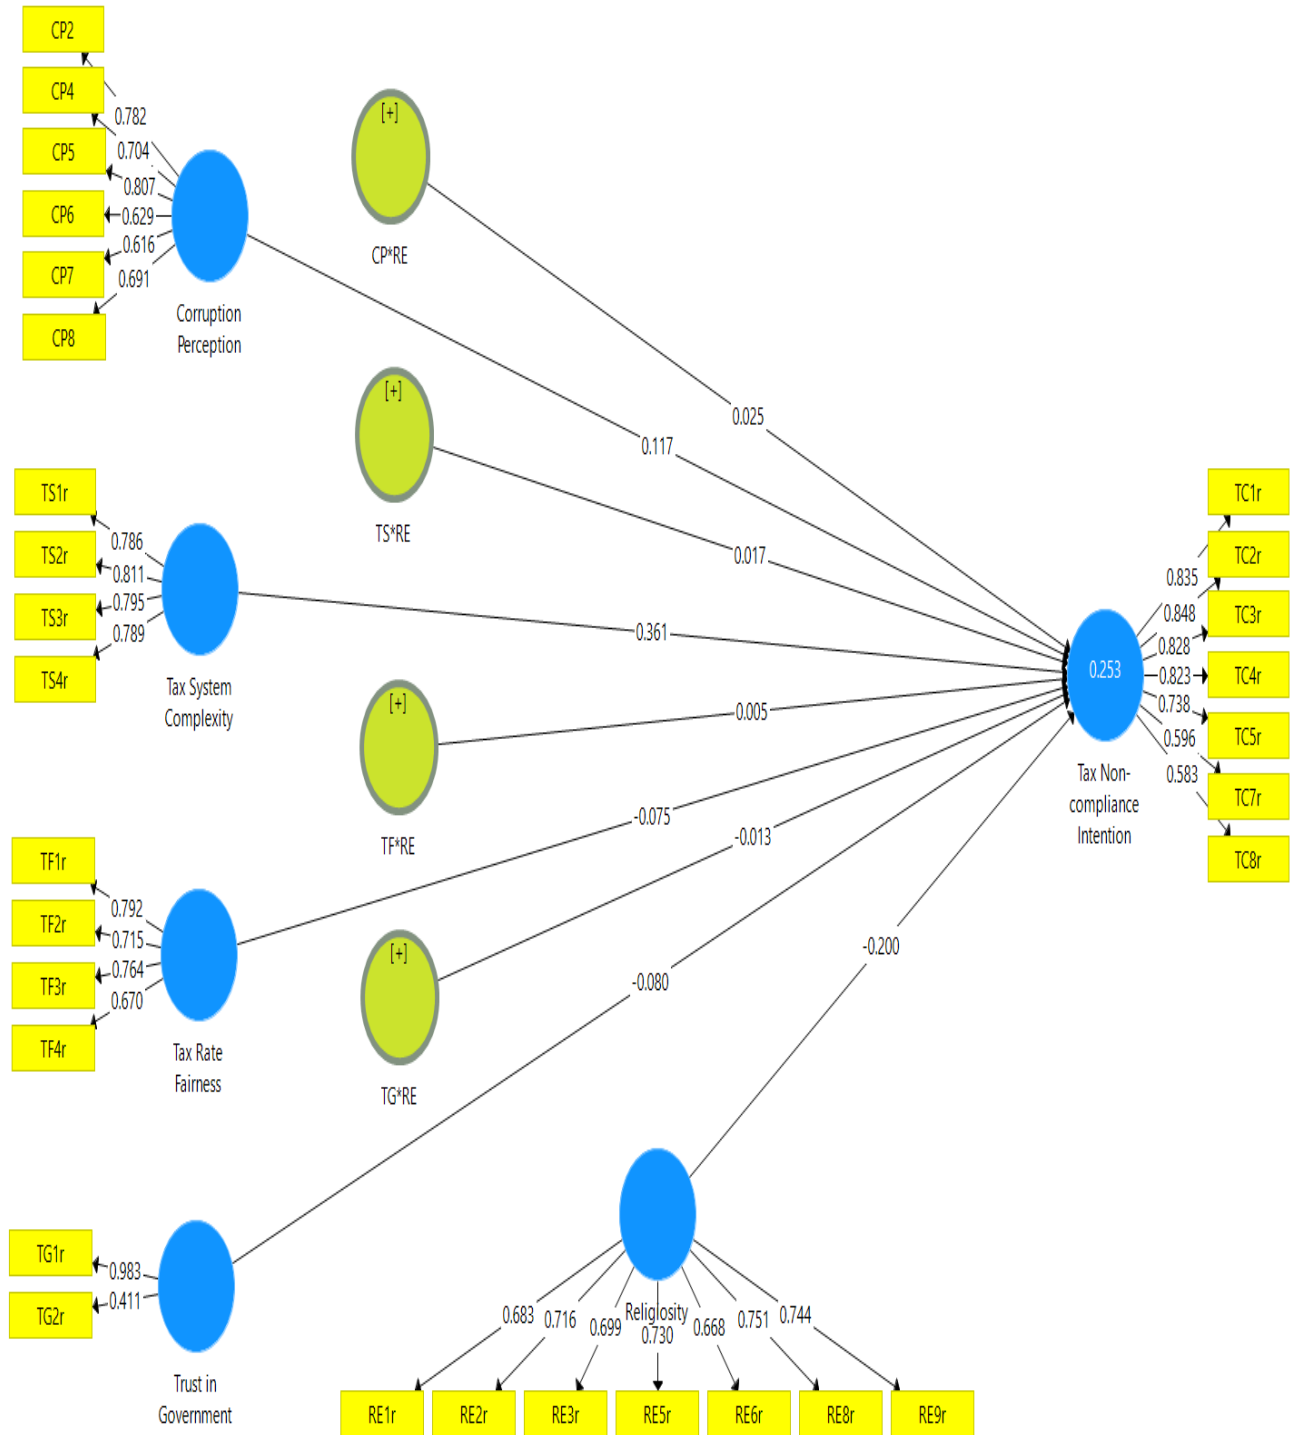 CP2
CP4
CP5
CP6
CP7
CP8
0.782
0.704
0.807
0.629
0.616
0.691
Corruption
Perception
[+]
CP*RE
0.025
0.117
[+]
TS*RE
0.017
TS1r
TS2r
TS3r
TS4r
0.786
0.811
0.795
0.789
Tax System
Complexity
0.361
[+]
TF*RE
0.005
TF1r
TF2r
TF3r
TF4r
0.792
0.715
0.764
0.670
Tax Rate
Fairness
-0.075
[+]
TG*RE
-0.013
TG1r
TG2r
0.983
0.411
Trust in
Government
-0.080
-0.200
Religiosity
0.683
0.716
0.699
0.730
0.668
0.751
0.744
RE1r
RE2r
RE3r
RE5r
RE6r
RE8r
RE9r
0.253
Tax Non-
compliance
Intention
0.835
0.848
0.828
0.823
0.738
0.596
0.583
TC1r
TC2r
TC3r
TC4r
TC5r
TC7r
TC8r